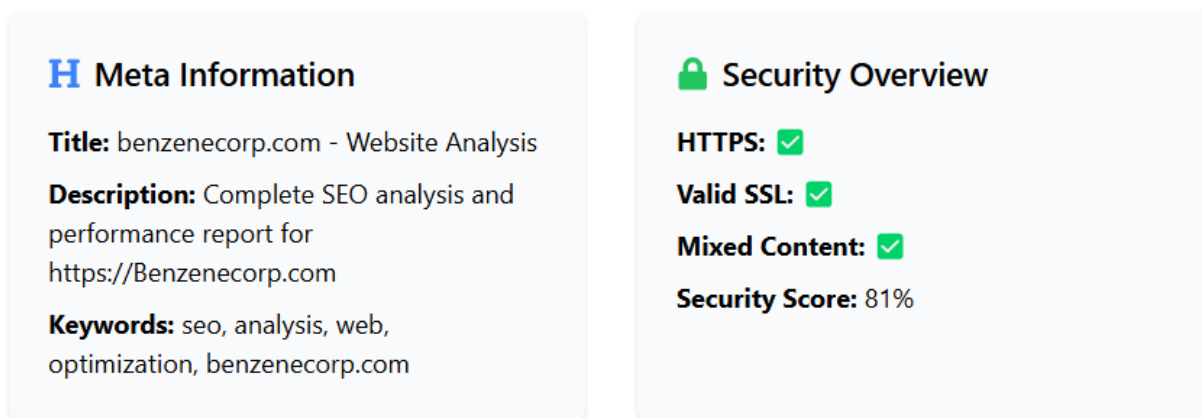 Meta Information
Title: benzenecorp.com - Website Analysis
Description: Complete SEO analysis and
performance report for
https://Benzenecorp.com
Keywords: seo, analysis, web,
optimization, benzenecorp.com
Security Overview
HTTPS: ✅
Valid SSL: ✅
Mixed Content: ✅
Security Score: 81%